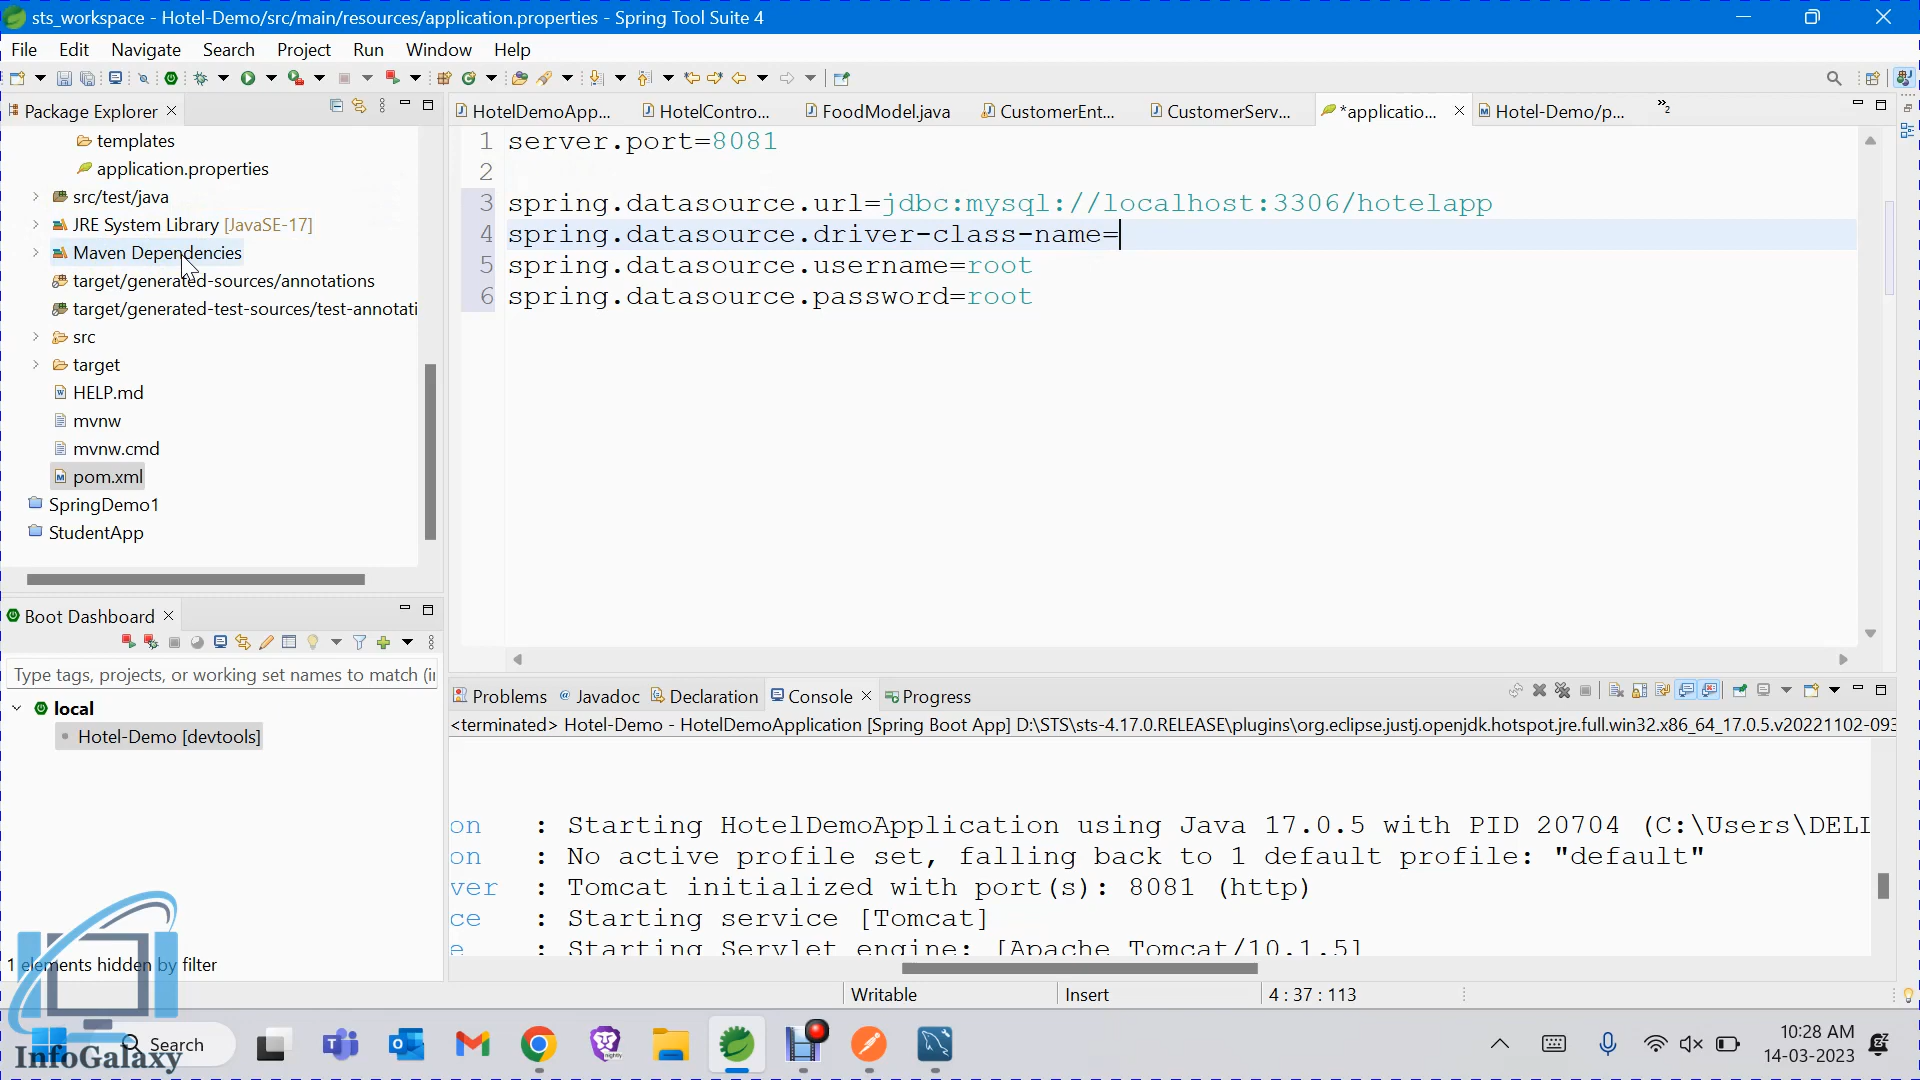 sts_workspace - Hotel-Demo/src/main/resources/application.properties - Spring Tool Suite 4
File Edit Navigate Search Project Run Window Help
Package Explorer
templates
application.properties
src/test/java
JRE System Library [JavaSE-17]
Maven Dependencies
target/generated-sources/annotations
target/generated-test-sources/test-annotati
src
target
HELP.md
mvnw
mvnw.cmd
pom.xml
SpringDemo1
StudentApp
HotelDemoApp... HotelContro... FoodModel.java CustomerEnt... CustomerServ... *applicatio... Hotel-Demo/p... »2
1 server.port=8081
2
3 spring.datasource.url=jdbc:mysql://localhost:3306/hotelapp
4 spring.datasource.driver-class-name=
5 spring.datasource.username=root
6 spring.datasource.password=root
Boot Dashboard
Type tags, projects, or working set names to match (i
local
Hotel-Demo [devtools]
1 elements hidden by filter
Problems @ Javadoc Declaration Console Progress
<terminated> Hotel-Demo - HotelDemoApplication [Spring Boot App] D:\STS\sts-4.17.0.RELEASE\plugins\org.eclipse.justj.openjdk.hotspot.jre.full.win32.x86_64_17.0.5.v20221102-093
on : Starting HotelDemoApplication using Java 17.0.5 with PID 20704 (C:\Users\DELL
on : No active profile set, falling back to 1 default profile: "default"
ver : Tomcat initialized with port(s): 8081 (http)
ce : Starting service [Tomcat]
e : Starting Servlet engine: [Apache Tomcat/10.1.5]
Writable Insert 4 : 37 : 113
InfoGalaxy
Search
10:28 AM
14-03-2023